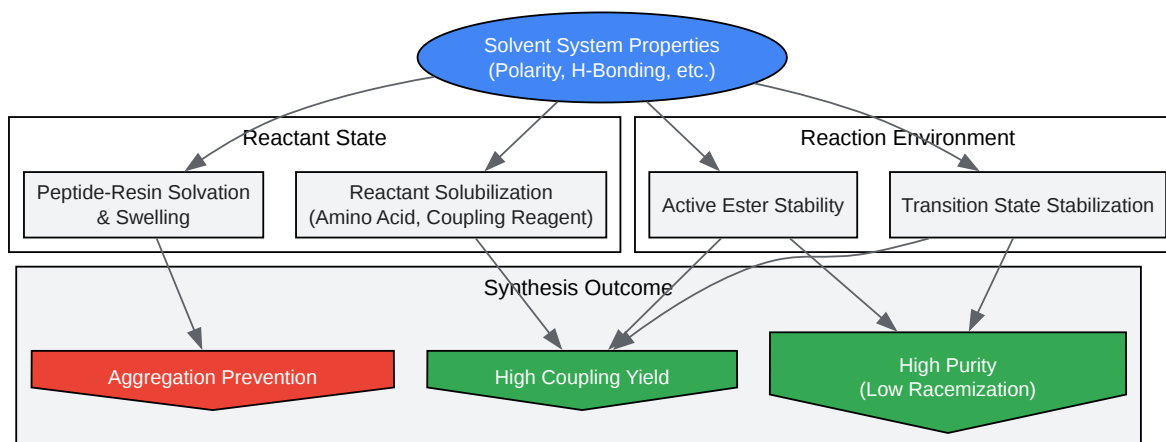 Solvent System Properties
(Polarity, H-Bonding, etc.)
Reactant State
Reaction Environment
Peptide-Resin Solvation
& Swelling
Reactant Solubilization
(Amino Acid, Coupling Reagent)
Active Ester Stability
Transition State Stabilization
Synthesis Outcome
Aggregation Prevention
High Coupling Yield
High Purity
(Low Racemization)